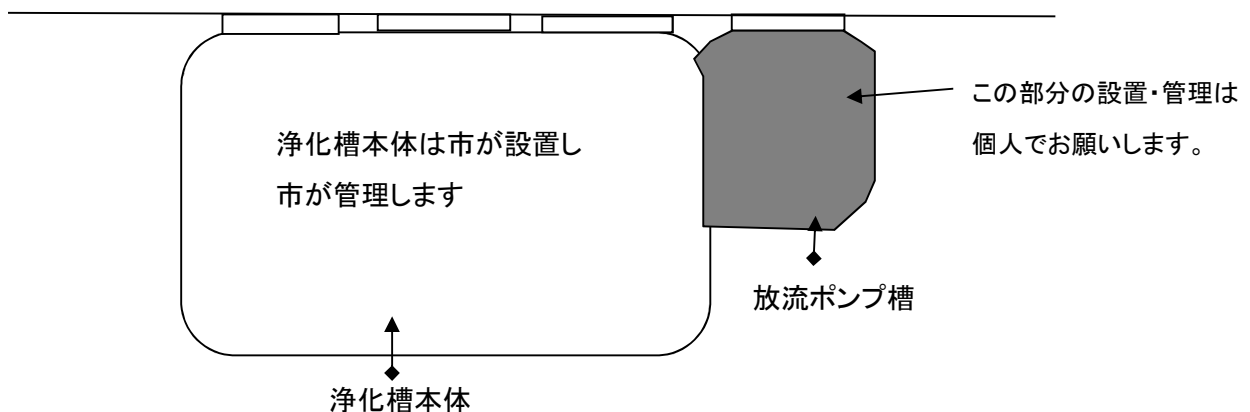 浄化槽本体は市が設置し
市が管理します
この部分の設置・管理は
個人でお願いします。
放流ポンプ槽
浄化槽本体